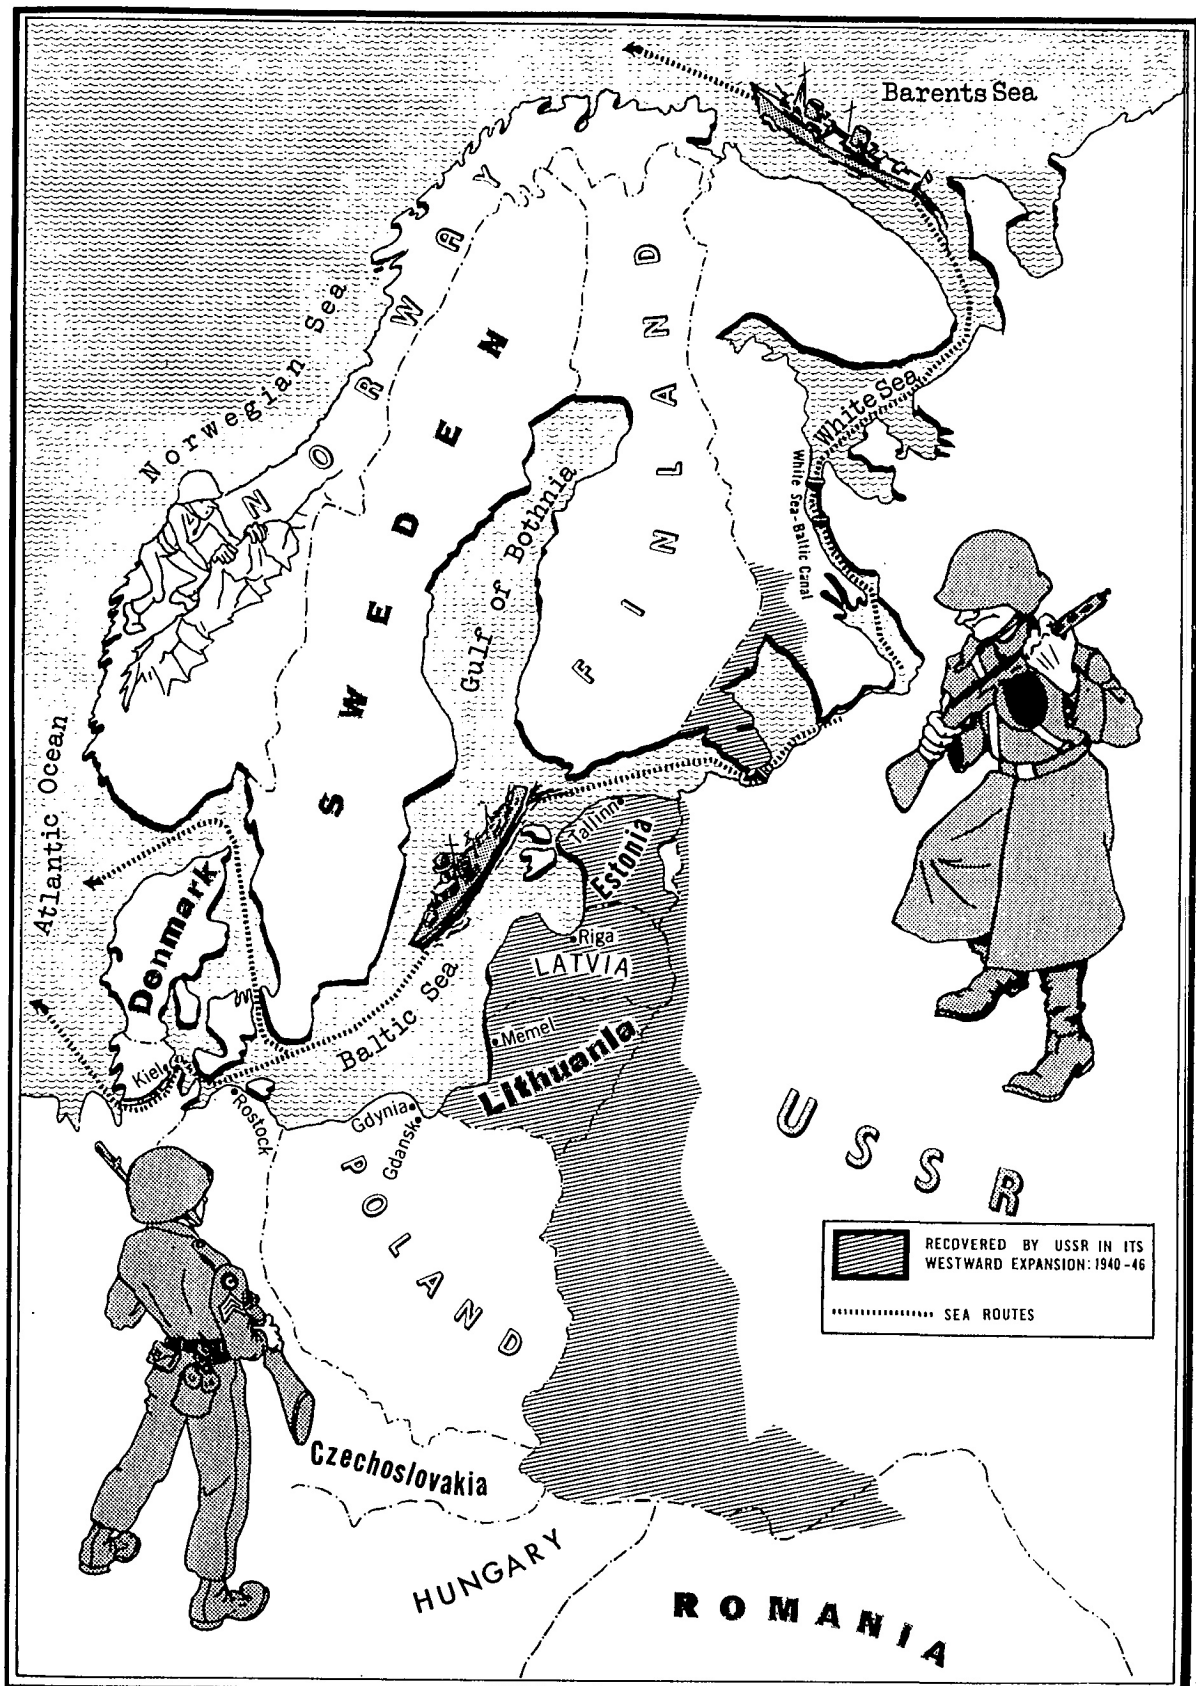 Barents Sea
NORWAY
Norwegian Sea
SWEDEN
FINLAND
White Sea
White Sea-Baltic Canal
Gulf of Bothnia
Atlantic Ocean
Denmark
Tallinn
Estonia
Riga
LATVIA
Baltic Sea
Memel
Lithuania
Kiel
Rostock
Gdynia
Gdansk
POLAND
USSR
RECOVERED BY USSR IN ITS
WESTWARD EXPANSION: 1940-46
SEA ROUTES
Czechoslovakia
HUNGARY
ROMANIA